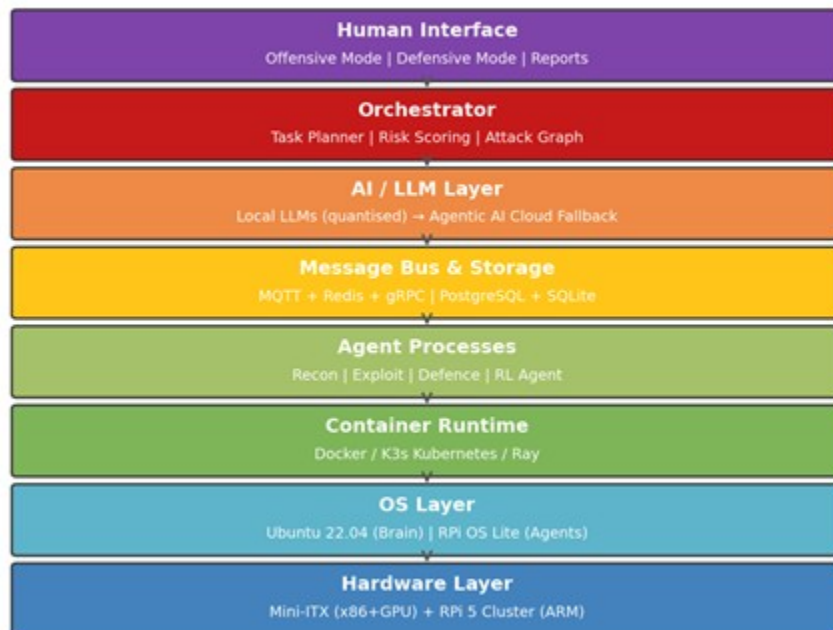 Human Interface
Offensive Mode | Defensive Mode | Reports
Orchestrator
Task Planner | Risk Scoring | Attack Graph
AI / LLM Layer
Local LLMs (quantised) → Agentic AI Cloud Fallback
Message Bus & Storage
MQTT + Redis + gRPC | PostgreSQL + SQLite
Agent Processes
Recon | Exploit | Defence | RL Agent
Container Runtime
Docker / K3s Kubernetes / Ray
OS Layer
Ubuntu 22.04 (Brain) | RPi OS Lite (Agents)
Hardware Layer
Mini-ITX (x86+GPU) + RPi 5 Cluster (ARM)